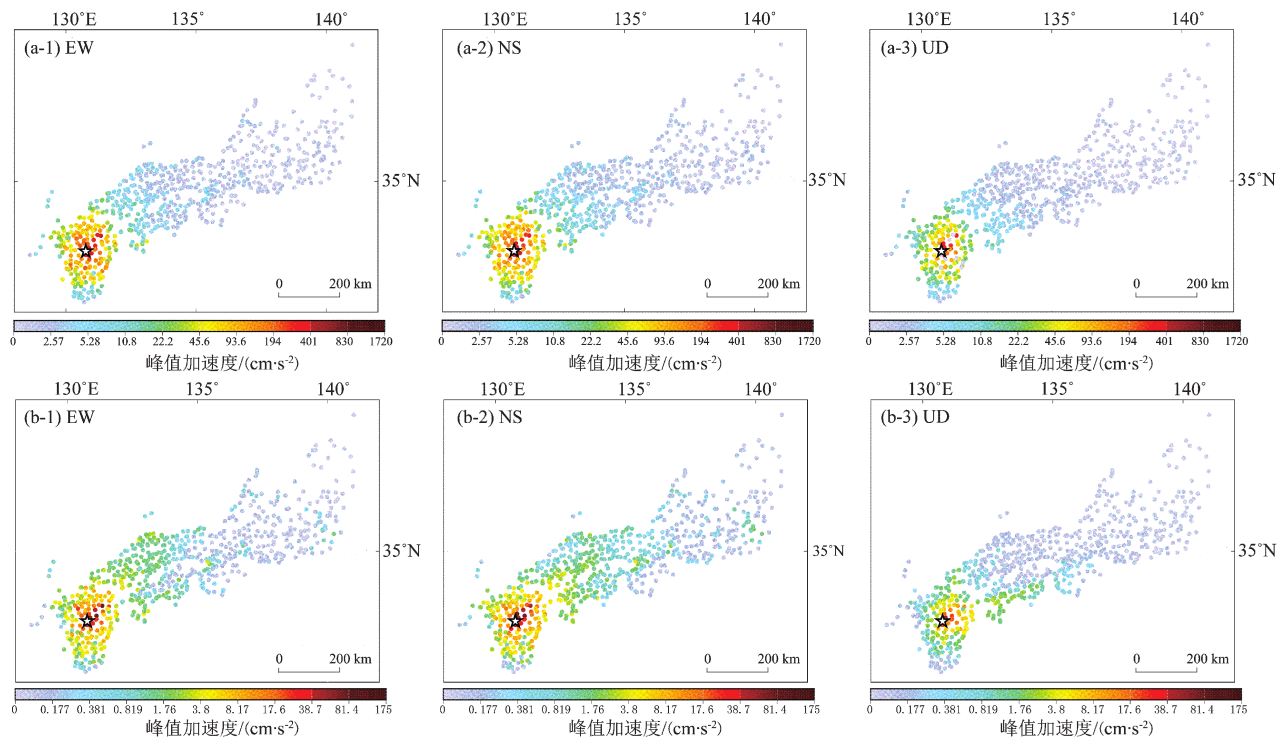 130°E 135° 140° 130°E 135° 140° 130°E 135° 140°
(a-1) EW (a-2) NS (a-3) UD
35°N 35°N 35°N
0 200 km 0 200 km 0 200 km
0 2.57 5.28 10.8 22.2 45.6 93.6 194 401 830 1720 0 2.57 5.28 10.8 22.2 45.6 93.6 194 401 830 1720 0 2.57 5.28 10.8 22.2 45.6 93.6 194 401 830 1720
峰值加速度/(cm·s⁻²) 峰值加速度/(cm·s⁻²) 峰值加速度/(cm·s⁻²)
130°E 135° 140° 130°E 135° 140° 130°E 135° 140°
(b-1) EW (b-2) NS (b-3) UD
35°N 35°N 35°N
0 200 km 0 200 km 0 200 km
0 0.177 0.381 0.819 1.76 3.8 8.17 17.6 38.7 81.4 175 0 0.177 0.381 0.819 1.76 3.8 8.17 17.6 38.7 81.4 175 0 0.177 0.381 0.819 1.76 3.8 8.17 17.6 38.7 81.4 175
峰值加速度/(cm·s⁻²) 峰值加速度/(cm·s⁻²) 峰值加速度/(cm·s⁻²)